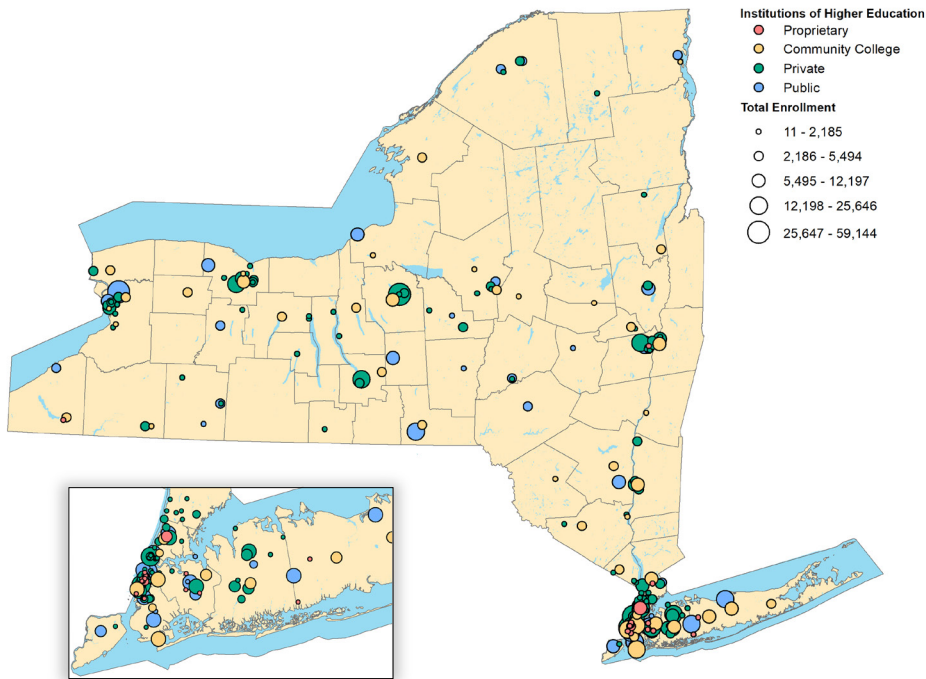 Institutions of Higher Education
Proprietary
Community College
Private
Public
Total Enrollment
11 - 2,185
2,186 - 5,494
5,495 - 12,197
12,198 - 25,646
25,647 - 59,144